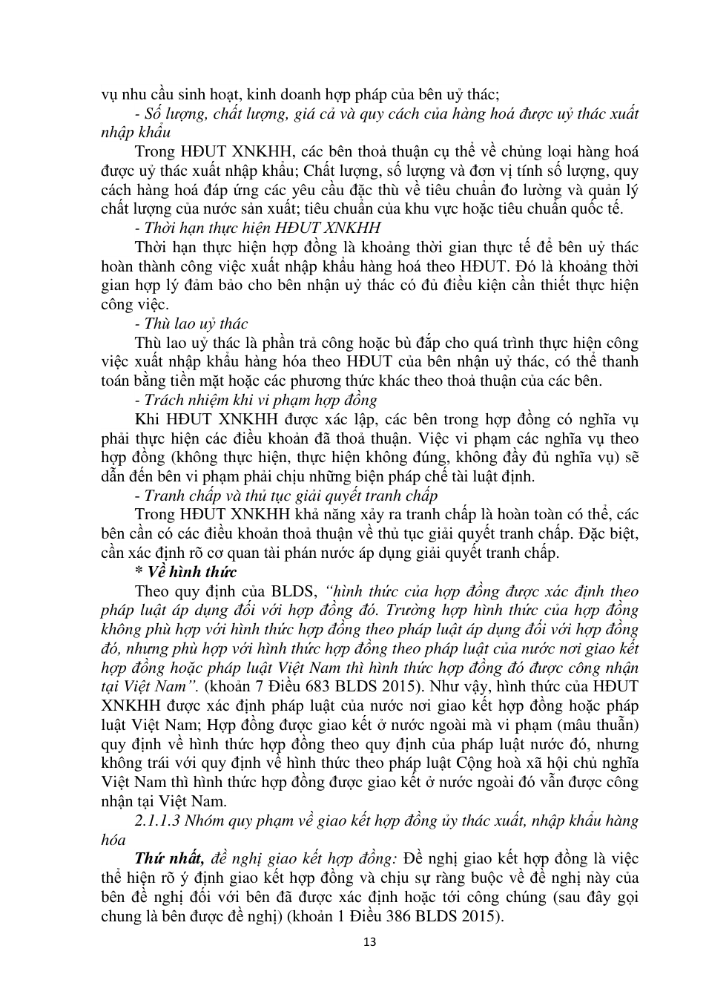 vụ nhu cầu sinh hoạt, kinh doanh hợp pháp của bên uỷ thác;
- Số lượng, chất lượng, giá cả và quy cách của hàng hoá được uỷ thác xuất
nhập khẩu
Trong HĐUT XNKHH, các bên thoả thuận cụ thể về chủng loại hàng hoá
được uỷ thác xuất nhập khẩu; Chất lượng, số lượng và đơn vị tính số lượng, quy
cách hàng hoá đáp ứng các yêu cầu đặc thù về tiêu chuẩn đo lường và quản lý
chất lượng của nước sản xuất; tiêu chuẩn của khu vực hoặc tiêu chuẩn quốc tế.
- Thời hạn thực hiện HĐUT XNKHH
Thời hạn thực hiện hợp đồng là khoảng thời gian thực tế để bên uỷ thác
hoàn thành công việc xuất nhập khẩu hàng hoá theo HĐUT. Đó là khoảng thời
gian hợp lý đảm bảo cho bên nhận uỷ thác có đủ điều kiện cần thiết thực hiện
công việc.
- Thù lao uỷ thác
Thù lao uỷ thác là phần trả công hoặc bù đắp cho quá trình thực hiện công
việc xuất nhập khẩu hàng hóa theo HĐUT của bên nhận uỷ thác, có thể thanh
toán bằng tiền mặt hoặc các phương thức khác theo thoả thuận của các bên.
- Trách nhiệm khi vi phạm hợp đồng
Khi HĐUT XNKHH được xác lập, các bên trong hợp đồng có nghĩa vụ
phải thực hiện các điều khoản đã thoả thuận. Việc vi phạm các nghĩa vụ theo
hợp đồng (không thực hiện, thực hiện không đúng, không đầy đủ nghĩa vụ) sẽ
dẫn đến bên vi phạm phải chịu những biện pháp chế tài luật định.
- Tranh chấp và thủ tục giải quyết tranh chấp
Trong HĐUT XNKHH khả năng xảy ra tranh chấp là hoàn toàn có thể, các
bên cần có các điều khoản thoả thuận về thủ tục giải quyết tranh chấp. Đặc biệt,
cần xác định rõ cơ quan tài phán nước áp dụng giải quyết tranh chấp.
* Về hình thức
Theo quy định của BLDS, “hình thức của hợp đồng được xác định theo
pháp luật áp dụng đối với hợp đồng đó. Trường hợp hình thức của hợp đồng
không phù hợp với hình thức hợp đồng theo pháp luật áp dụng đối với hợp đồng
đó, nhưng phù hợp với hình thức hợp đồng theo pháp luật của nước nơi giao kết
hợp đồng hoặc pháp luật Việt Nam thì hình thức hợp đồng đó được công nhận
tại Việt Nam”. (khoản 7 Điều 683 BLDS 2015). Như vậy, hình thức của HĐUT
XNKHH được xác định pháp luật của nước nơi giao kết hợp đồng hoặc pháp
luật Việt Nam; Hợp đồng được giao kết ở nước ngoài mà vi phạm (mâu thuẫn)
quy định về hình thức hợp đồng theo quy định của pháp luật nước đó, nhưng
không trái với quy định về hình thức theo pháp luật Cộng hoà xã hội chủ nghĩa
Việt Nam thì hình thức hợp đồng được giao kết ở nước ngoài đó vẫn được công
nhận tại Việt Nam.
2.1.1.3 Nhóm quy phạm về giao kết hợp đồng ủy thác xuất, nhập khẩu hàng
hóa
Thứ nhất, đề nghị giao kết hợp đồng: Đề nghị giao kết hợp đồng là việc
thể hiện rõ ý định giao kết hợp đồng và chịu sự ràng buộc về đề nghị này của
bên đề nghị đối với bên đã được xác định hoặc tới công chúng (sau đây gọi
chung là bên được đề nghị) (khoản 1 Điều 386 BLDS 2015).
13